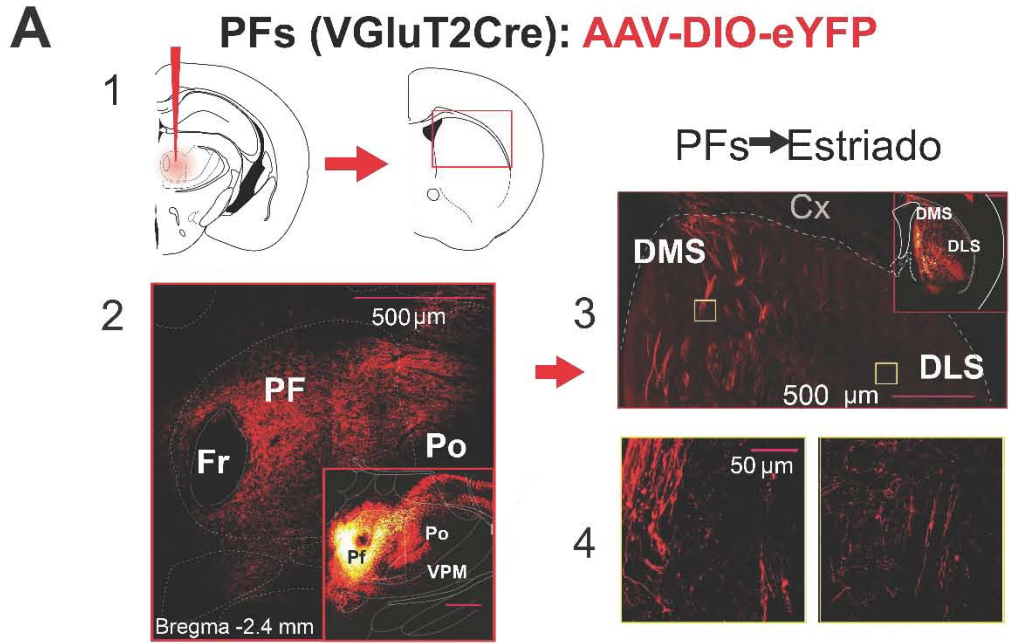 A
PFs (VGluT2Cre): AAV-DIO-eYFP
1
PFs→Estriado
2
500 µm
PF
Fr
Po
Pf
Po
VPM
Bregma -2.4 mm
3
Cx
DMS
DLS
500 µm
DMS
DLS
4
50 µm